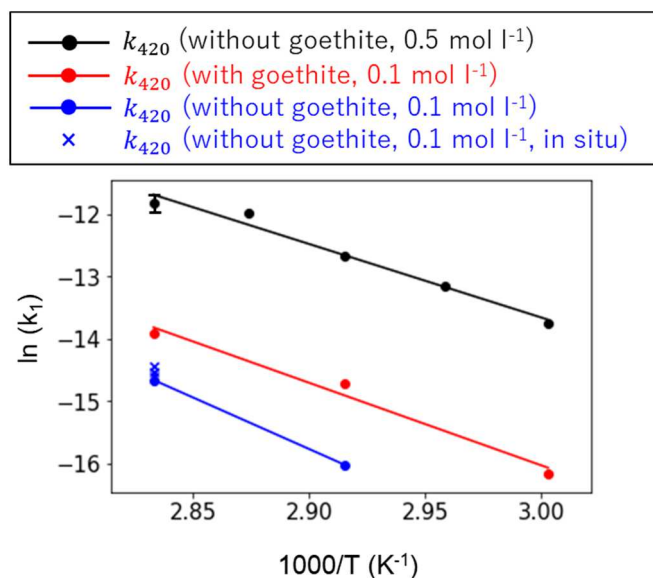 k₄₂₀ (without goethite, 0.5 mol l⁻¹)
k₄₂₀ (with goethite, 0.1 mol l⁻¹)
k₄₂₀ (without goethite, 0.1 mol l⁻¹)
k₄₂₀ (without goethite, 0.1 mol l⁻¹, in situ)
ln (k₁)
−12
−13
−14
−15
−16
2.85 2.90 2.95 3.00
1000/T (K⁻¹)